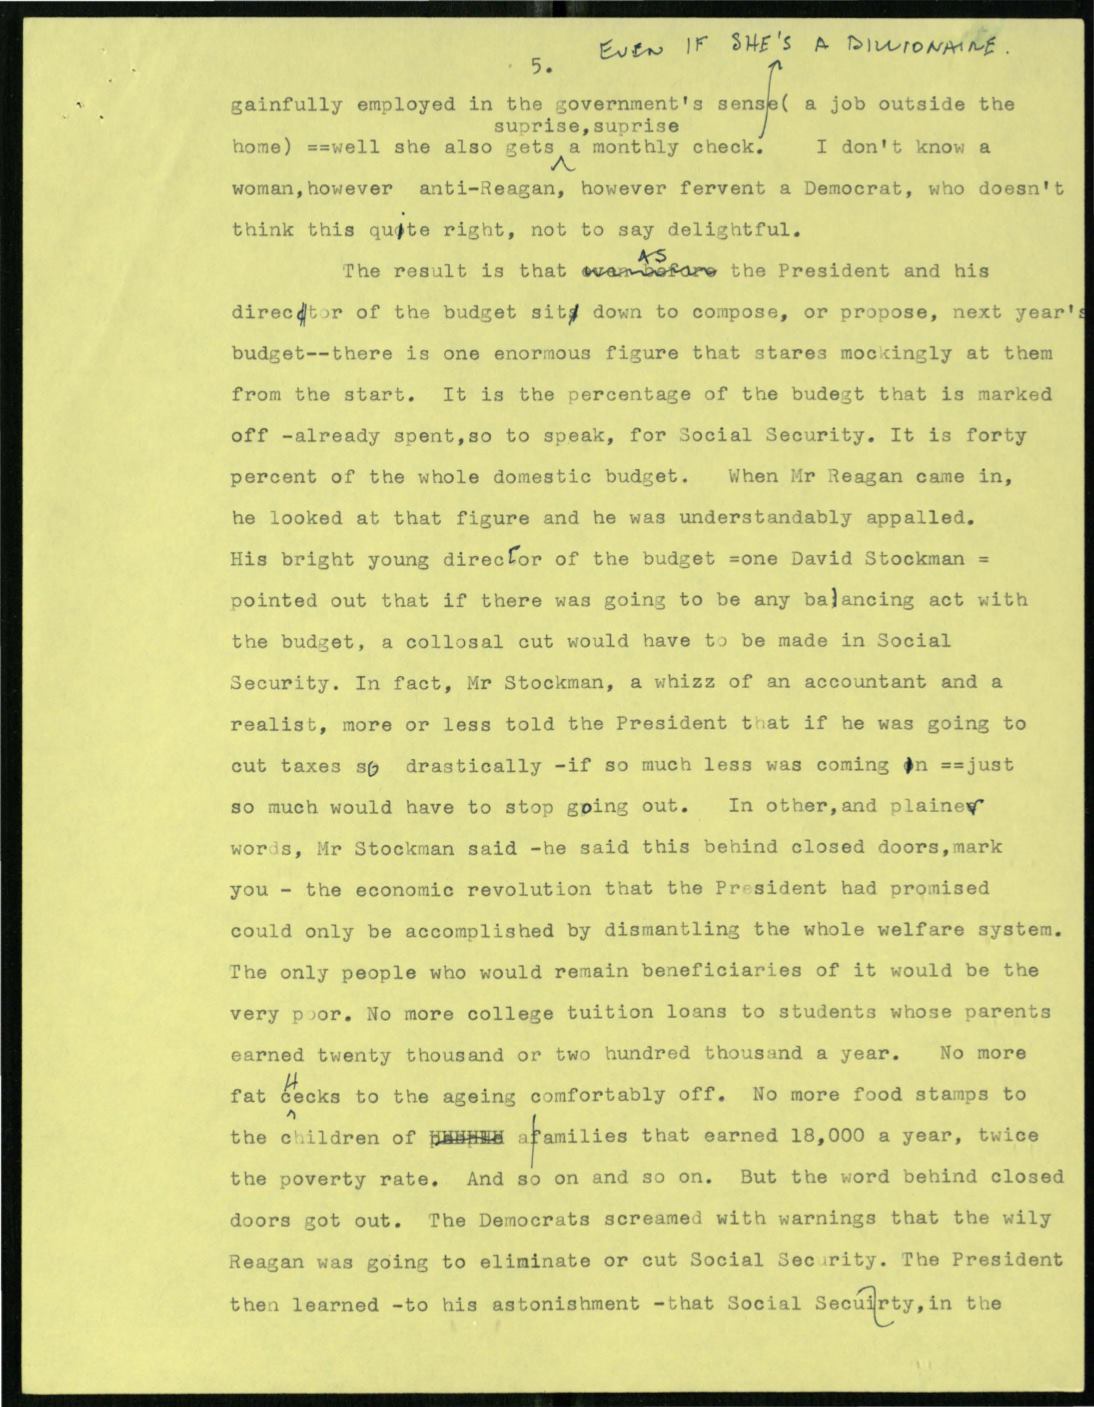 EVEN IF SHE'S A BILLIONAIRE.
5.
gainfully employed in the government's sense( a job outside the
suprise,suprise
home) ==well she also gets a monthly check. I don't know a
woman,however anti-Reagan, however fervent a Democrat, who doesn't
think this quite right, not to say delightful.
AS
The result is that even before the President and his
director of the budget sit down to compose, or propose, next year's
budget--there is one enormous figure that stares mockingly at them
from the start. It is the percentage of the budegt that is marked
off -already spent,so to speak, for Social Security. It is forty
percent of the whole domestic budget. When Mr Reagan came in,
he looked at that figure and he was understandably appalled.
His bright young director of the budget =one David Stockman =
pointed out that if there was going to be any balancing act with
the budget, a collosal cut would have to be made in Social
Security. In fact, Mr Stockman, a whizz of an accountant and a
realist, more or less told the President that if he was going to
cut taxes so drastically -if so much less was coming in ==just
so much would have to stop going out. In other,and plainer
words, Mr Stockman said -he said this behind closed doors,mark
you - the economic revolution that the President had promised
could only be accomplished by dismantling the whole welfare system.
The only people who would remain beneficiaries of it would be the
very poor. No more college tuition loans to students whose parents
earned twenty thousand or two hundred thousand a year. No more
H
fat cecks to the ageing comfortably off. No more food stamps to
the children of a families that earned 18,000 a year, twice
the poverty rate. And so on and so on. But the word behind closed
doors got out. The Democrats screamed with warnings that the wily
Reagan was going to eliminate or cut Social Security. The President
then learned -to his astonishment -that Social Secuirty,in the